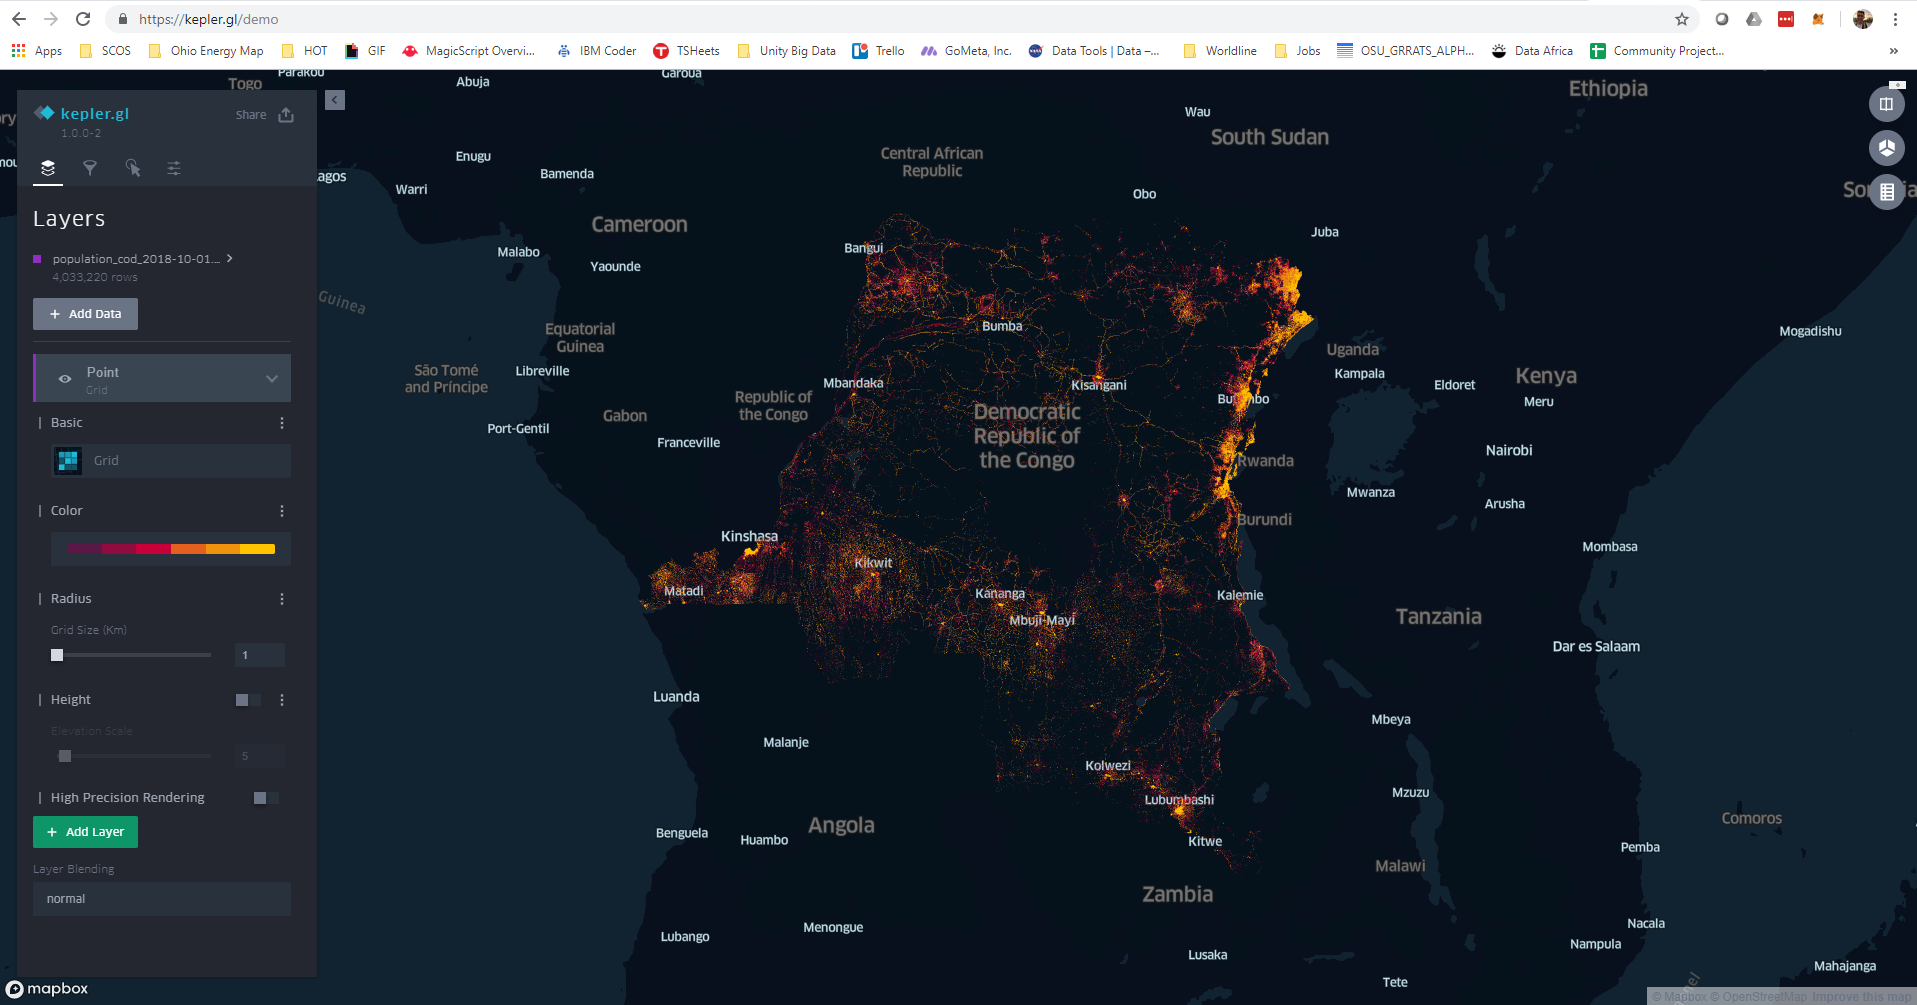 https://kepler.gl/demo
Apps
SCOS
Ohio Energy Map
HOT
GIF
MagicScript Overvi...
IBM Coder
TSHeets
Unity Big Data
Trello
GoMeta, Inc.
Data Tools | Data –...
Worldline
Jobs
OSU_GRRATS_ALPH...
Data Africa
Community Project...
»
kepler.gl
1.0.0-2
Share
Layers
population_cod_2018-10-01...
4,033,220 rows
+ Add Data
Point
Grid
Basic
Grid
Color
Radius
Grid Size (Km)
1
Height
Elevation Scale
5
High Precision Rendering
+ Add Layer
Layer Blending
normal
mapbox
Togo
Parakou
Abuja
Garoua
Ethiopia
Wau
South Sudan
Central African
Republic
Enugu
Bamenda
agos
Warri
Obo
Cameroon
Juba
Bangui
Malabo
Yaounde
Guinea
Equatorial
Guinea
Bumba
Mogadishu
Uganda
Kampala
São Tomé
and Príncipe
Libreville
Mbandaka
Kisangani
Eldoret
Kenya
Meru
Republic of
the Congo
Gabon
Democratic
Republic of
the Congo
Port-Gentil
Franceville
Nairobi
Rwanda
Mwanza
Arusha
Burundi
Kinshasa
Mombasa
Kikwit
Matadi
Kananga
Kalemie
Mbuji-Mayi
Tanzania
Dar es Salaam
Luanda
Mbeya
Malanje
Kolwezi
Lubumbashi
Mzuzu
Angola
Comoros
Benguela
Huambo
Kitwe
Pemba
Malawi
Zambia
Menongue
Nacala
Lubango
Nampula
Lusaka
Mahajanga
Tete
© Mapbox © OpenStreetMap Improve this map